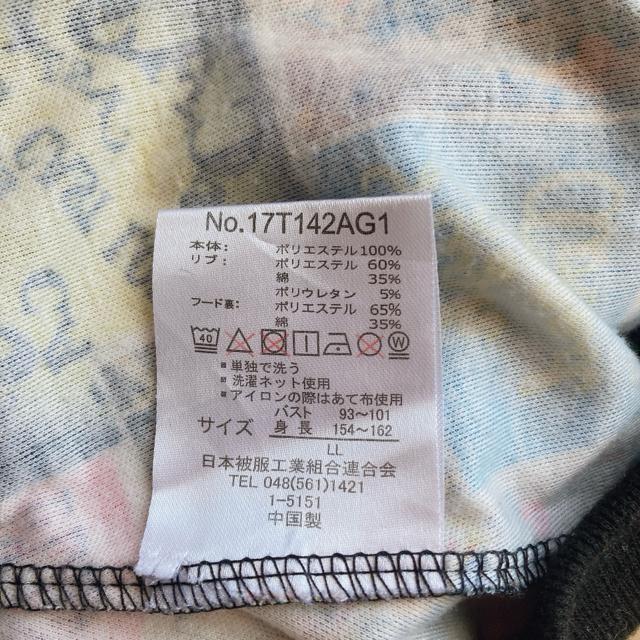 No.17T142AG1
本体: ポリエステル100%
リブ: ポリエステル 60%
綿 35%
ポリウレタン 5%
フード裏: ポリエステル 65%
綿 35%
40 W
▪単独で洗う
▪洗濯ネット使用
▪アイロンの際はあて布使用
バスト 93〜101
サイズ 身長 154〜162
LL
日本被服工業組合連合会
TEL 048(561)1421
1-5151
中国製